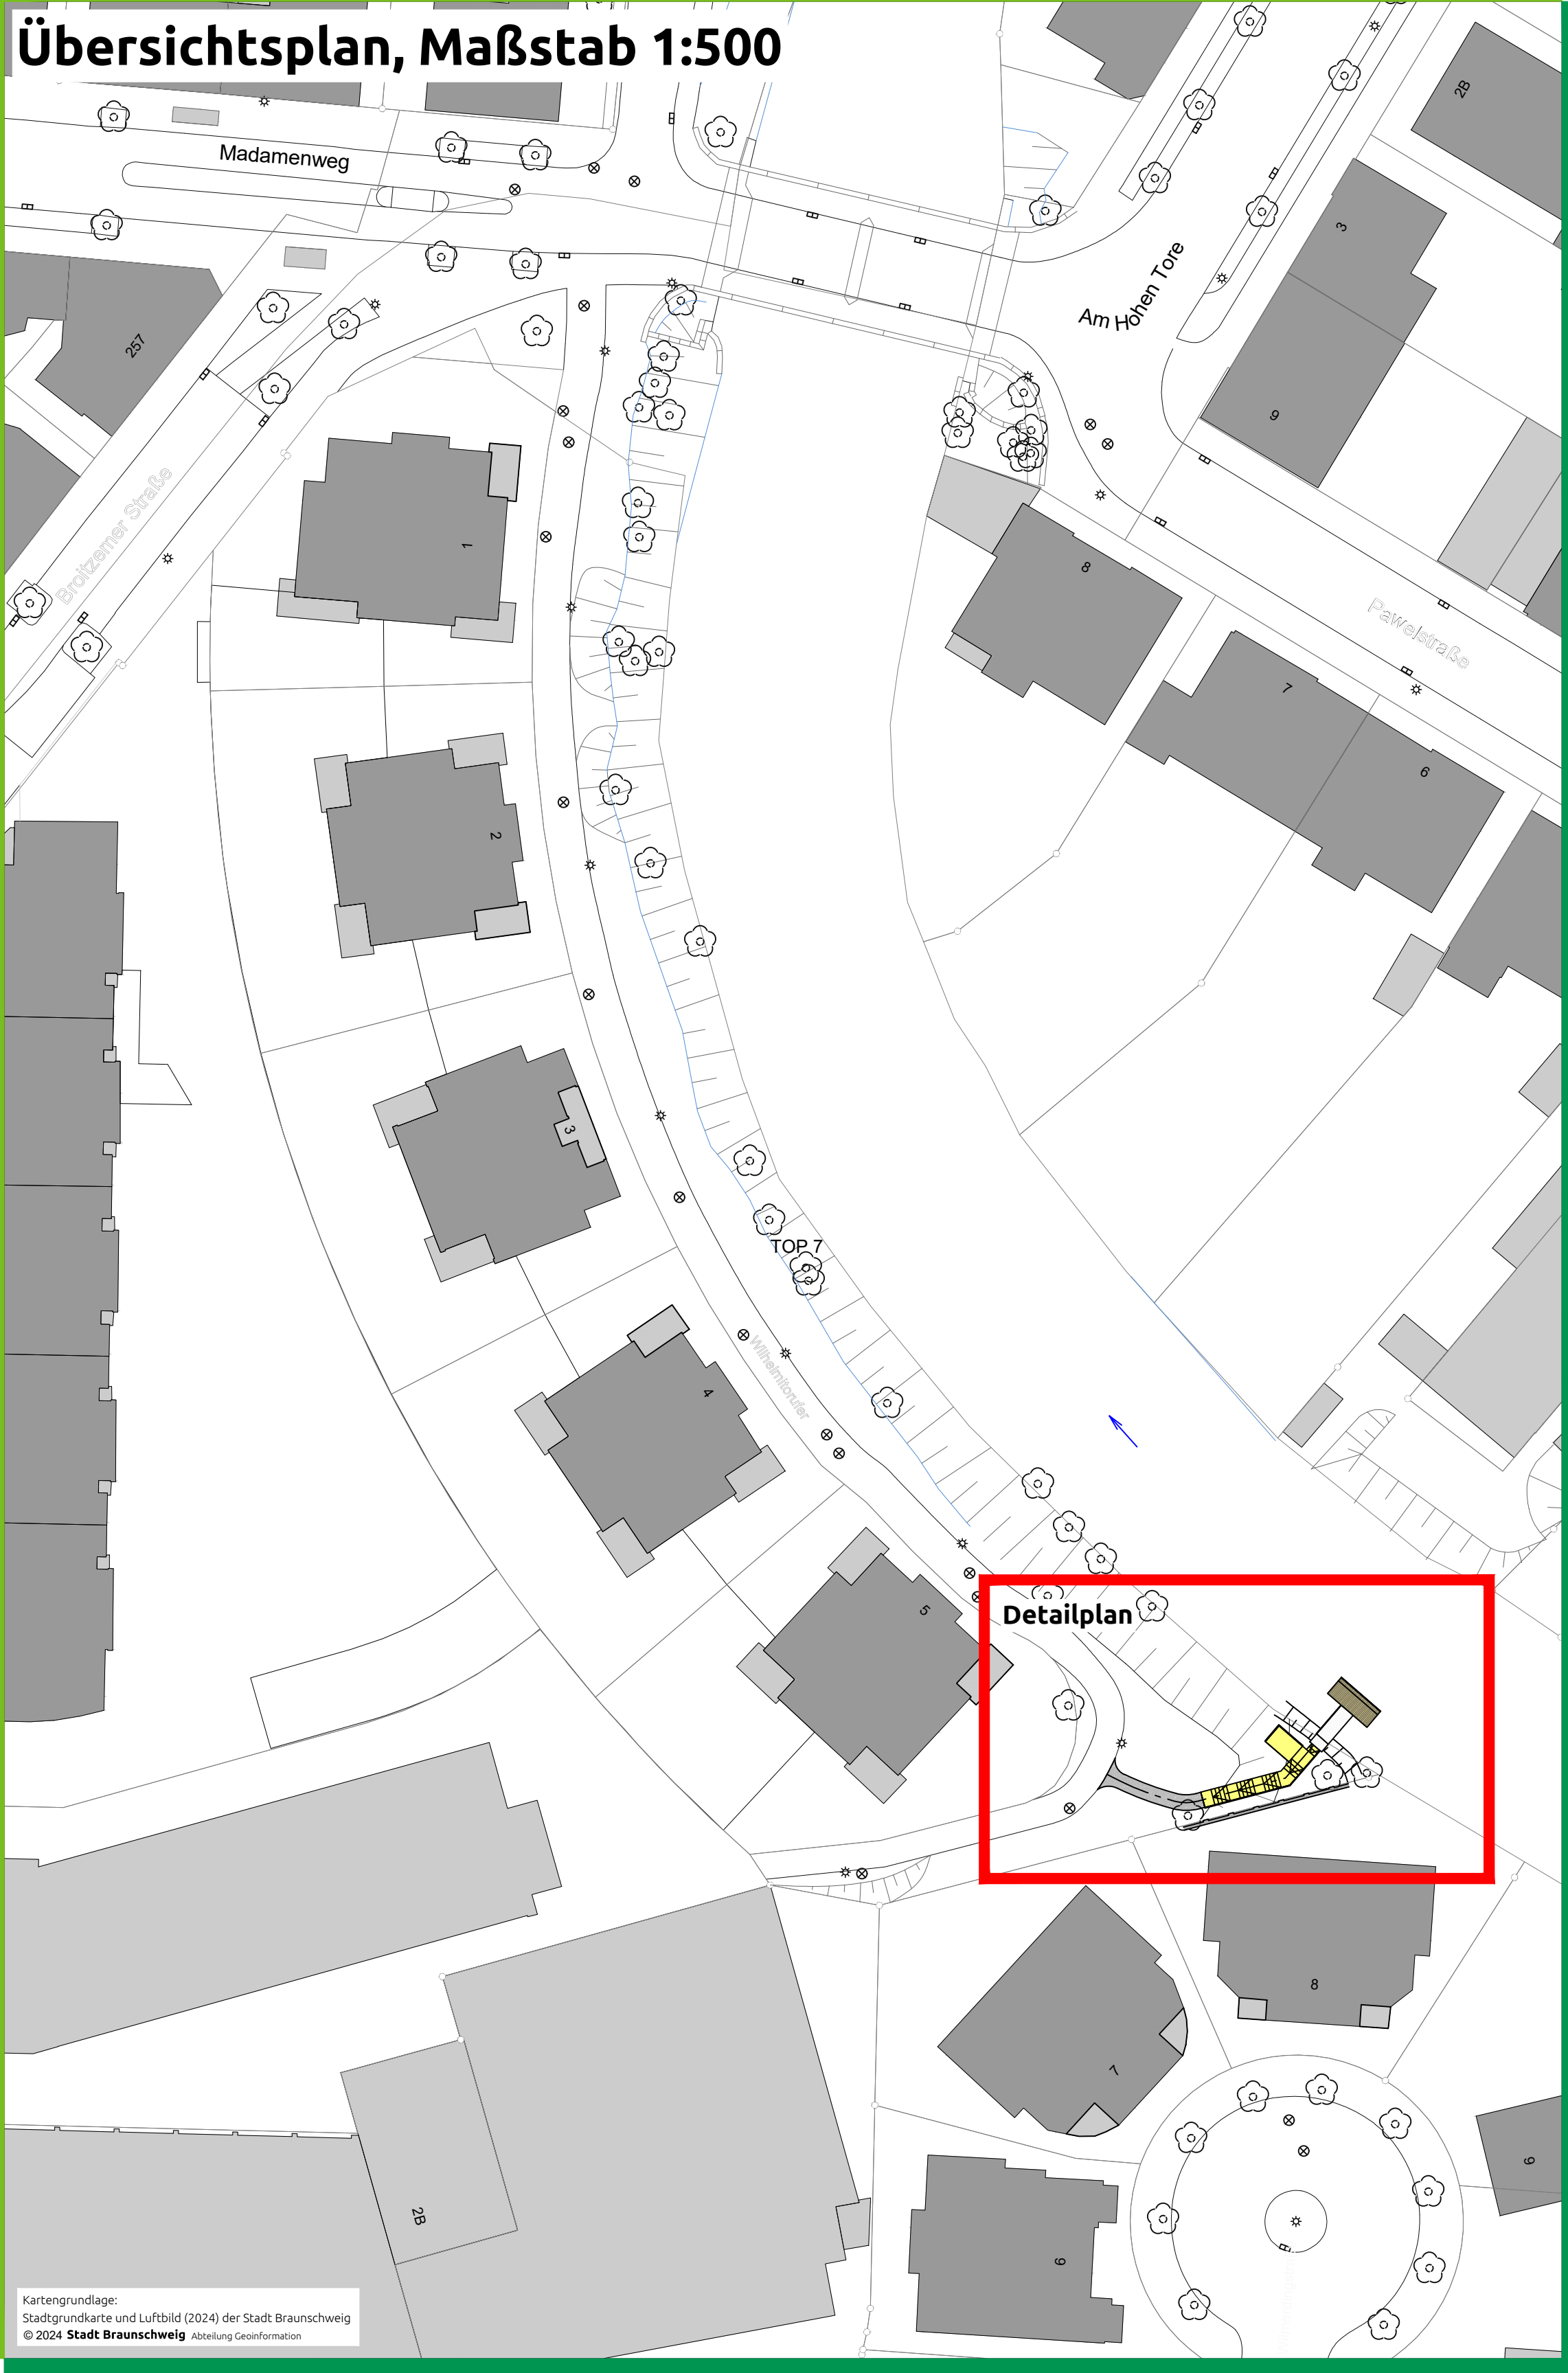 Übersichtsplan, Maßstab 1:500
2B
Madamenweg
3
Am Hohen Tore
257
9
Broitzemer Straße
1
8
Pawelstraße
7
6
2
3
TOP 7
4
Wilhelmitorufer
5
Detailplan
8
7
2B
6
9
Kartengrundlage:
Stadtgrundkarte und Luftbild (2024) der Stadt Braunschweig
© 2024 Stadt Braunschweig Abteilung Geoinformation